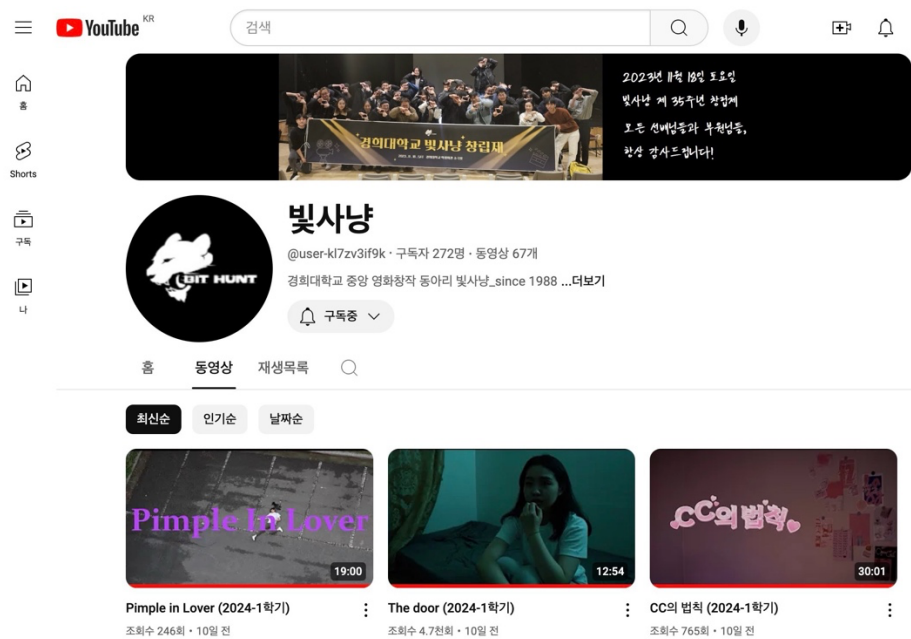 YouTube KR
검색
홈
Shorts
구독
나
경희대학교 빛사냥 창립제
2023년 11월 18일 토요일
빛사냥 제 35주년 창립제
모든 선배님들과 부원님들,
항상 감사드립니다!
BIT HUNT
빛사냥
@user-kl7zv3if9k · 구독자 272명 · 동영상 67개
경희대학교 중앙 영화창작 동아리 빛사냥_since 1988 ...더보기
구독중
홈 동영상 재생목록
최신순 인기순 날짜순
Pimple In Lover
19:00
12:54
CC의 법칙
30:01
Pimple in Lover (2024-1학기)
조회수 246회 • 10일 전
The door (2024-1학기)
조회수 4.7천회 • 10일 전
CC의 법칙 (2024-1학기)
조회수 765회 • 10일 전